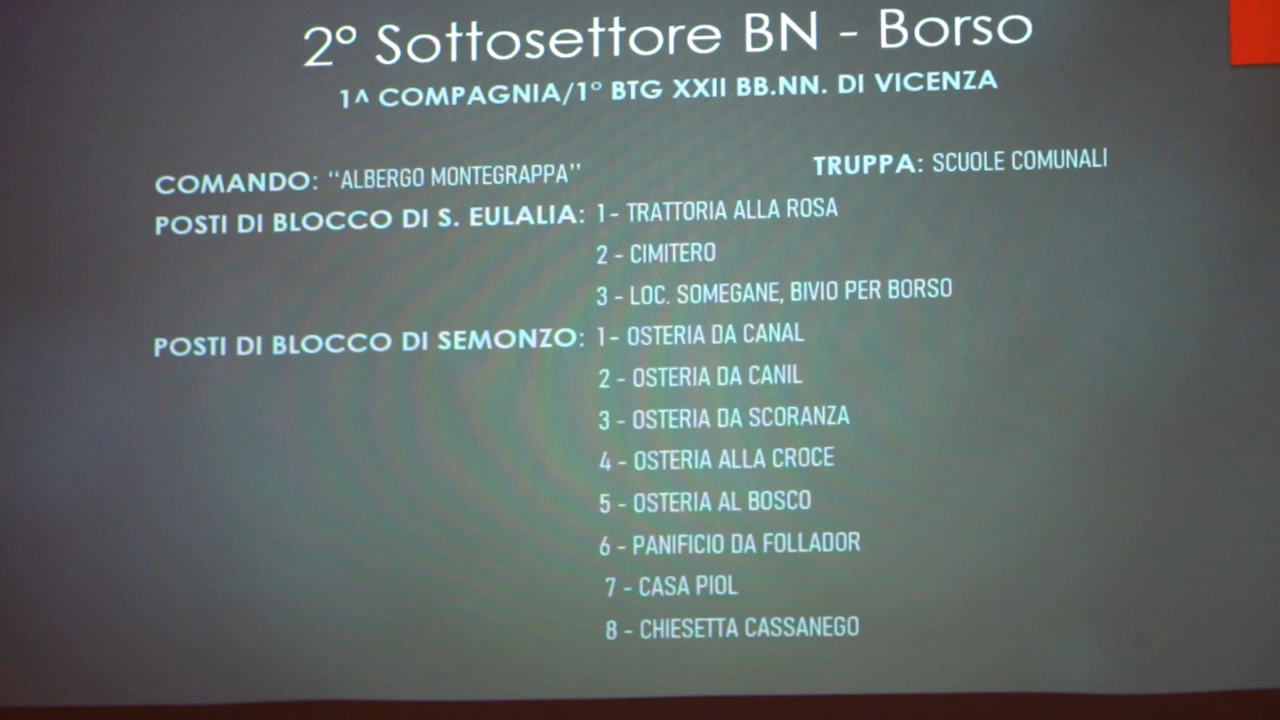 2° Sottosettore BN - Borso
1^ COMPAGNIA/1° BTG XXII BB.NN. DI VICENZA
COMANDO: "ALBERGO MONTEGRAPPA" TRUPPA: SCUOLE COMUNALI
POSTI DI BLOCCO DI S. EULALIA: 1- TRATTORIA ALLA ROSA
2 - CIMITERO
3 - LOC. SOMEGANE, BIVIO PER BORSO
POSTI DI BLOCCO DI SEMONZO: 1- OSTERIA DA CANAL
2 - OSTERIA DA CANIL
3 - OSTERIA DA SCORANZA
4 - OSTERIA ALLA CROCE
5 - OSTERIA AL BOSCO
6 - PANIFICIO DA FOLLADOR
7 - CASA PIOL
8 - CHIESETTA CASSANEGO